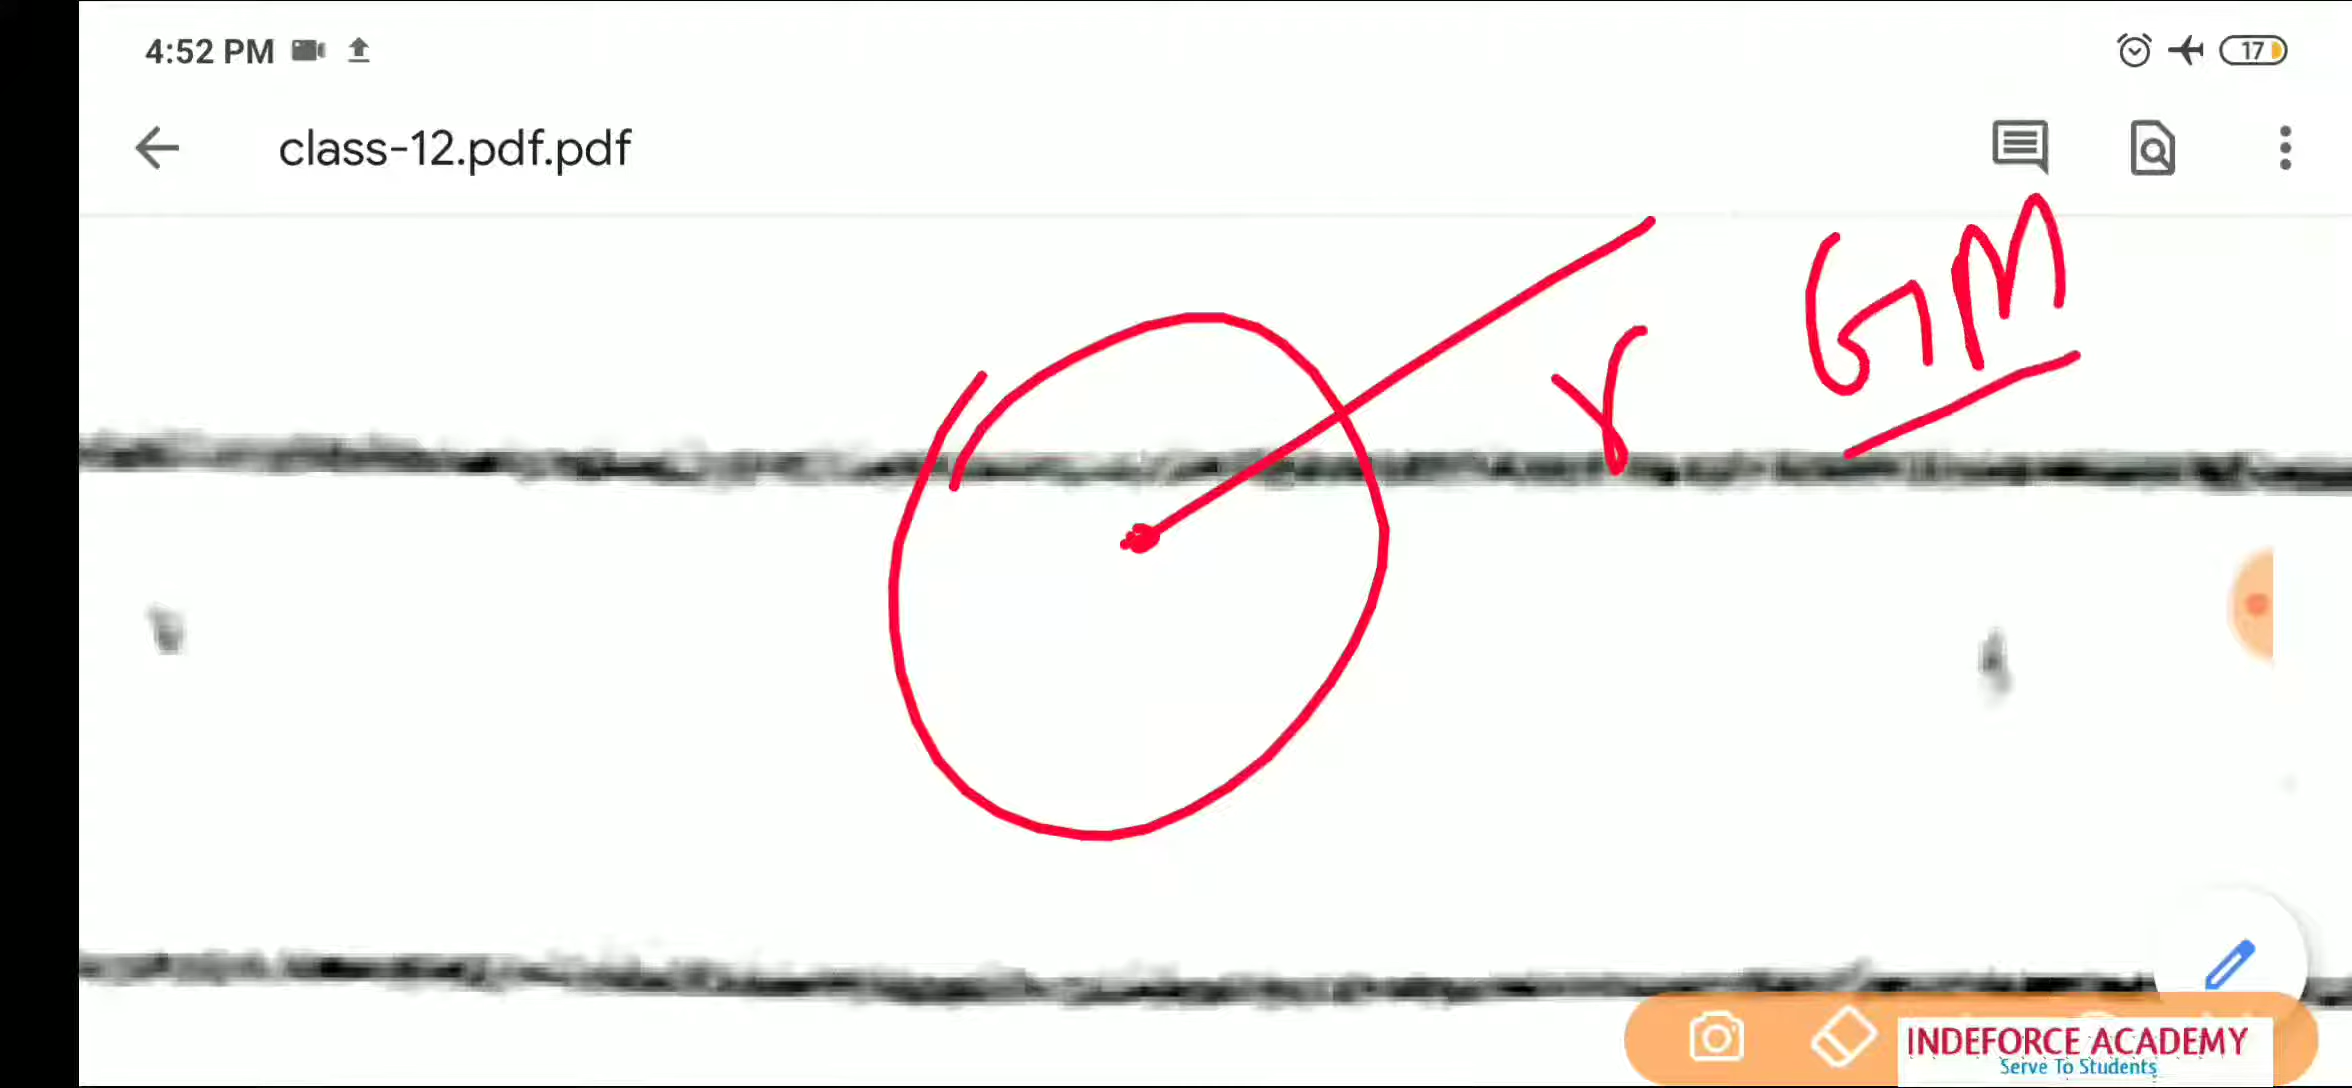 4:52 PM
17
class-12.pdf.pdf
GM
r
INDEFORCE ACADEMY
Serve To Students